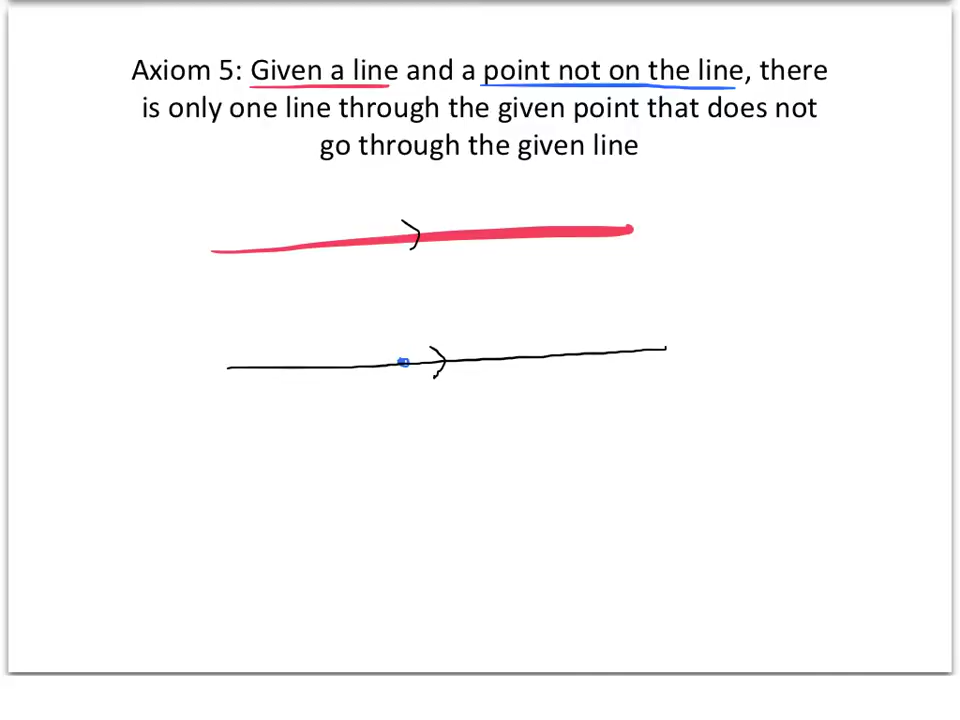 Axiom 5: Given a line and a point not on the line, there
is only one line through the given point that does not
go through the given line